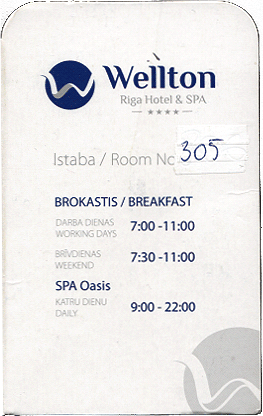 Wellton
Riga Hotel & SPA
Istaba / Room No 305
BROKASTIS / BREAKFAST
DARBA DIENAS
WORKING DAYS 7:00 -11:00
BRĪVDIENAS
WEEKEND 7:30 -11:00
SPA Oasis
KATRU DIENU
DAILY 9:00 - 22:00